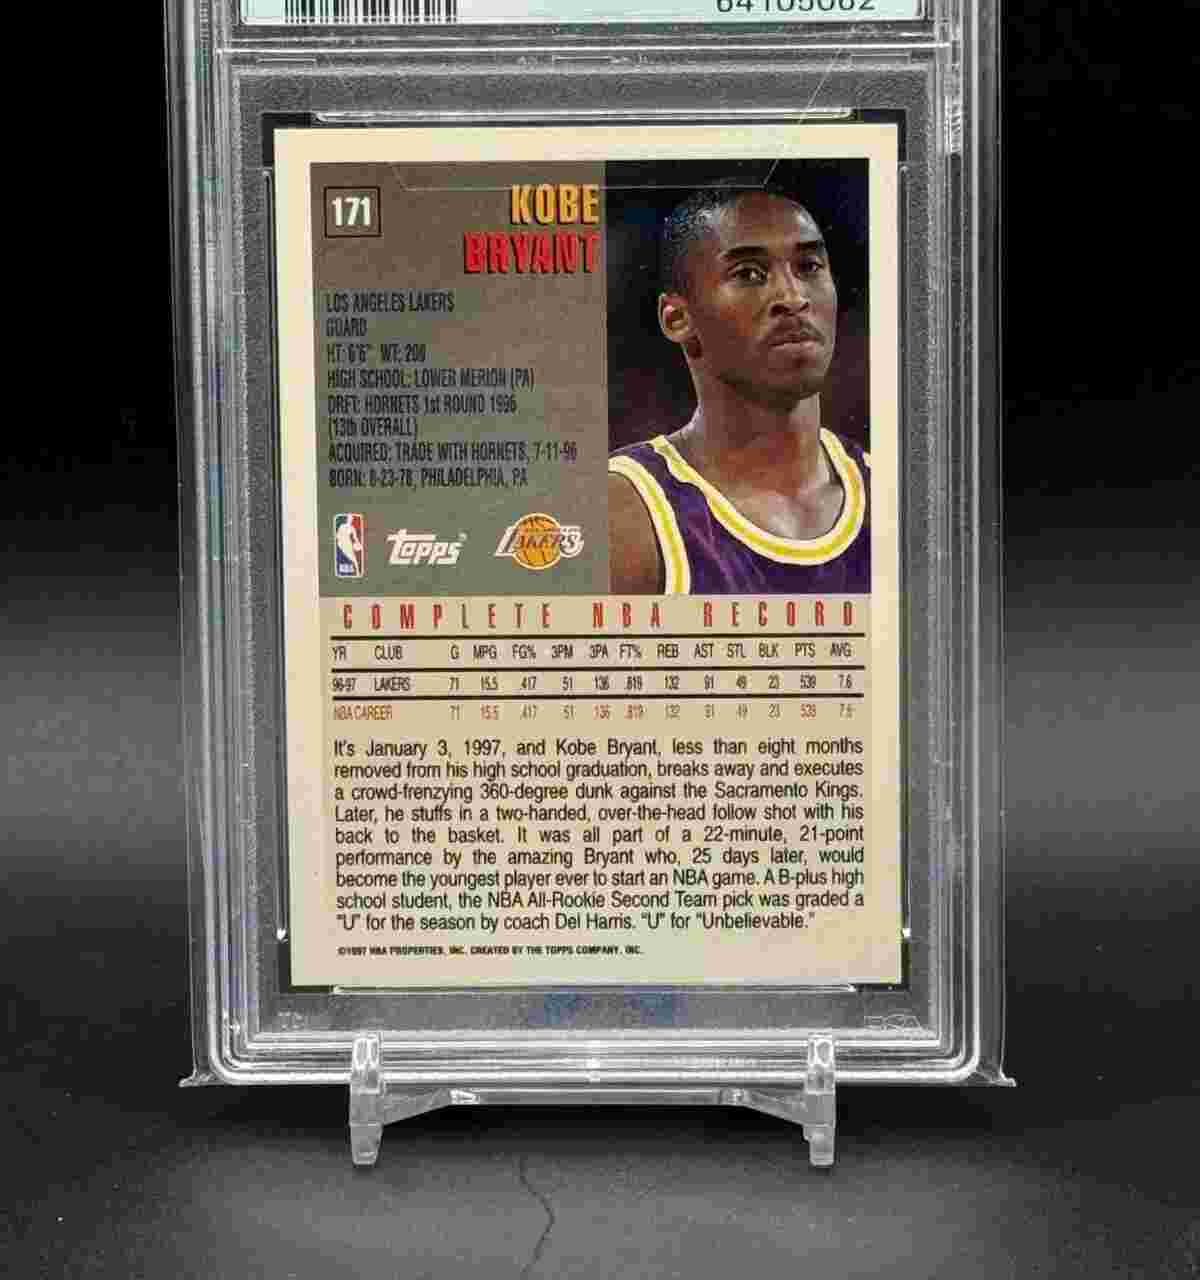 64105082
171
KOBE
BRYANT
LOS ANGELES LAKERS
GUARD
HT: 6'6" WT: 200
HIGH SCHOOL: LOWER MERION (PA)
DRFT: HORNETS 1st ROUND 1996
(13th OVERALL)
ACQUIRED: TRADE WITH HORNETS, 7-11-96
BORN: 8-23-78, PHILADELPHIA, PA
NBA
Topps
LAKERS
COMPLETE NBA RECORD
YR CLUB G MPG FG% 3PM 3PA FT% REB AST STL BLK PTS AVG
96-97 LAKERS 71 15.5 .417 51 136 .819 132 91 49 23 539 7.6
NBA CAREER 71 15.5 .417 51 136 .819 132 91 49 23 539 7.6
It's January 3, 1997, and Kobe Bryant, less than eight months
removed from his high school graduation, breaks away and executes
a crowd-frenzying 360-degree dunk against the Sacramento Kings.
Later, he stuffs in a two-handed, over-the-head follow shot with his
back to the basket. It was all part of a 22-minute, 21-point
performance by the amazing Bryant who, 25 days later, would
become the youngest player ever to start an NBA game. A B-plus high
school student, the NBA All-Rookie Second Team pick was graded a
"U" for the season by coach Del Harris. "U" for "Unbelievable."
©1997 NBA PROPERTIES, INC. CREATED BY THE TOPPS COMPANY, INC.
PSA